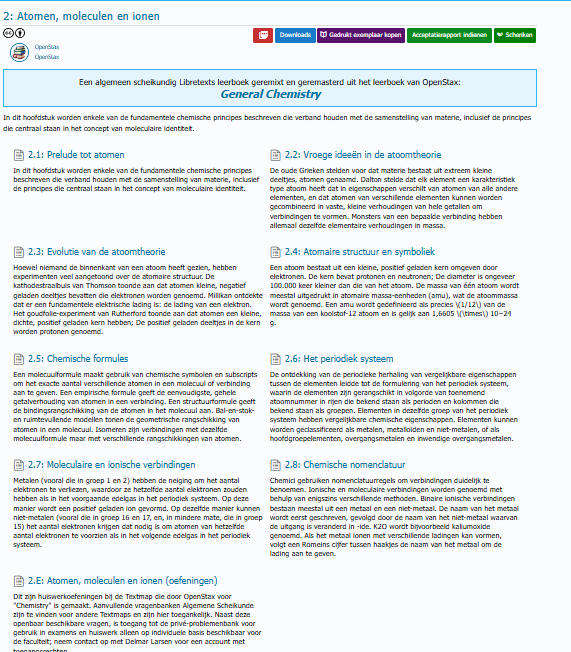 2: Atomen, moleculen en ionen
Downloads
Gedrukt exemplaar kopen
Acceptatierapport indienen
Schenken
OpenStax
OpenStax
Een algemeen scheikundig Libretexts leerboek geremixt en geremasterd uit het leerboek van OpenStax:
General Chemistry
In dit hoofdstuk worden enkele van de fundamentele chemische principes beschreven die verband houden met de samenstelling van materie, inclusief de principes
die centraal staan in het concept van moleculaire identiteit.
2.1: Prelude tot atomen
In dit hoofdstuk worden enkele van de fundamentele chemische principes
beschreven die verband houden met de samenstelling van materie, inclusief
de principes die centraal staan in het concept van moleculaire identiteit.
2.2: Vroege ideeën in de atoomtheorie
De oude Grieken stelden voor dat materie bestaat uit extreem kleine
deeltjes, atomen genaamd. Dalton stelde dat elk element een karakteristiek
type atoom heeft dat in eigenschappen verschilt van atomen van alle andere
elementen, en dat atomen van verschillende elementen kunnen worden
gecombineerd in vaste, kleine verhoudingen van hele getallen om
verbindingen te vormen. Monsters van een bepaalde verbinding hebben
allemaal dezelfde elementaire verhoudingen in massa.
2.3: Evolutie van de atoomtheorie
Hoewel niemand de binnenkant van een atoom heeft gezien, hebben
experimenten veel aangetoond over de atomaire structuur. De
kathodestraalbuis van Thomson toonde aan dat atomen kleine, negatief
geladen deeltjes bevatten die elektronen worden genoemd. Millikan ontdekte
dat er een fundamentele elektrische lading is: de lading van een elektron.
Het goudfolie-experiment van Rutherford toonde aan dat atomen een kleine,
dichte, positief geladen kern hebben; De positief geladen deeltjes in de kern
worden protonen genoemd.
2.4: Atomaire structuur en symboliek
Een atoom bestaat uit een kleine, positief geladen kern omgeven door
elektronen. De kern bevat protonen en neutronen; De diameter is ongeveer
100.000 keer kleiner dan die van het atoom. De massa van één atoom wordt
meestal uitgedrukt in atomaire massa-eenheden (amu), wat de atoommassa
wordt genoemd. Een amu wordt gedefinieerd als precies \(1/12\) van de
massa van een koolstof-12 atoom en is gelijk aan 1,6605 \(\times\) 10−24
g.
2.5: Chemische formules
Een molecuulformule maakt gebruik van chemische symbolen en subscripts
om het exacte aantal verschillende atomen in een molecuul of verbinding
aan te geven. Een empirische formule geeft de eenvoudigste, gehele
getalverhouding van atomen in een verbinding. Een structuurformule geeft
de bindingsrangschikking van de atomen in het molecuul aan. Bal-en-stok-
en ruimtevullende modellen tonen de geometrische rangschikking van
atomen in een molecuul. Isomeren zijn verbindingen met dezelfde
molecuulformule maar met verschillende rangschikkingen van atomen.
2.6: Het periodiek systeem
De ontdekking van de periodieke herhaling van vergelijkbare eigenschappen
tussen de elementen leidde tot de formulering van het periodiek systeem,
waarin de elementen zijn gerangschikt in volgorde van toenemend
atoomnummer in rijen die bekend staan als perioden en kolommen die
bekend staan als groepen. Elementen in dezelfde groep van het periodiek
systeem hebben vergelijkbare chemische eigenschappen. Elementen kunnen
worden geclassificeerd als metalen, metalloïden en niet-metalen, of als
hoofdgroepelementen, overgangsmetalen en inwendige overgangsmetalen.
2.7: Moleculaire en ionische verbindingen
Metalen (vooral die in groep 1 en 2) hebben de neiging om het aantal
elektronen te verliezen, waardoor ze hetzelfde aantal elektronen zouden
hebben als in het voorgaande edelgas in het periodiek systeem. Op deze
manier wordt een positief geladen ion gevormd. Op dezelfde manier kunnen
niet-metalen (vooral die in groep 16 en 17, en, in mindere mate, die in groep
15) het aantal elektronen krijgen dat nodig is om atomen van hetzelfde
aantal elektronen te voorzien als in het volgende edelgas in het periodiek
systeem.
2.8: Chemische nomenclatuur
Chemici gebruiken nomenclatuurregels om verbindingen duidelijk te
benoemen. Ionische en moleculaire verbindingen worden genoemd met
behulp van enigszins verschillende methoden. Binaire ionische verbindingen
bestaan meestal uit een metaal en een niet-metaal. De naam van het metaal
wordt eerst geschreven, gevolgd door de naam van het niet-metaal waarvan
de uitgang is veranderd in -ide. K2O wordt bijvoorbeeld kaliumoxide
genoemd. Als het metaal ionen met verschillende ladingen kan vormen,
volgt een Romeins cijfer tussen haakjes de naam van het metaal om de
lading aan te geven.
2.E: Atomen, moleculen en ionen (oefeningen)
Dit zijn huiswerkoefeningen bij de Textmap die door OpenStax voor
"Chemistry" is gemaakt. Aanvullende vragenbanken Algemene Scheikunde
zijn te vinden voor andere Textmaps en zijn hier toegankelijk. Naast deze
openbaar beschikbare vragen, is toegang tot de privé-problemenbank voor
gebruik in examens en huiswerk alleen op individuele basis beschikbaar voor
de faculteit; neem contact op met Delmar Larsen voor een account met
toegangsrechten.